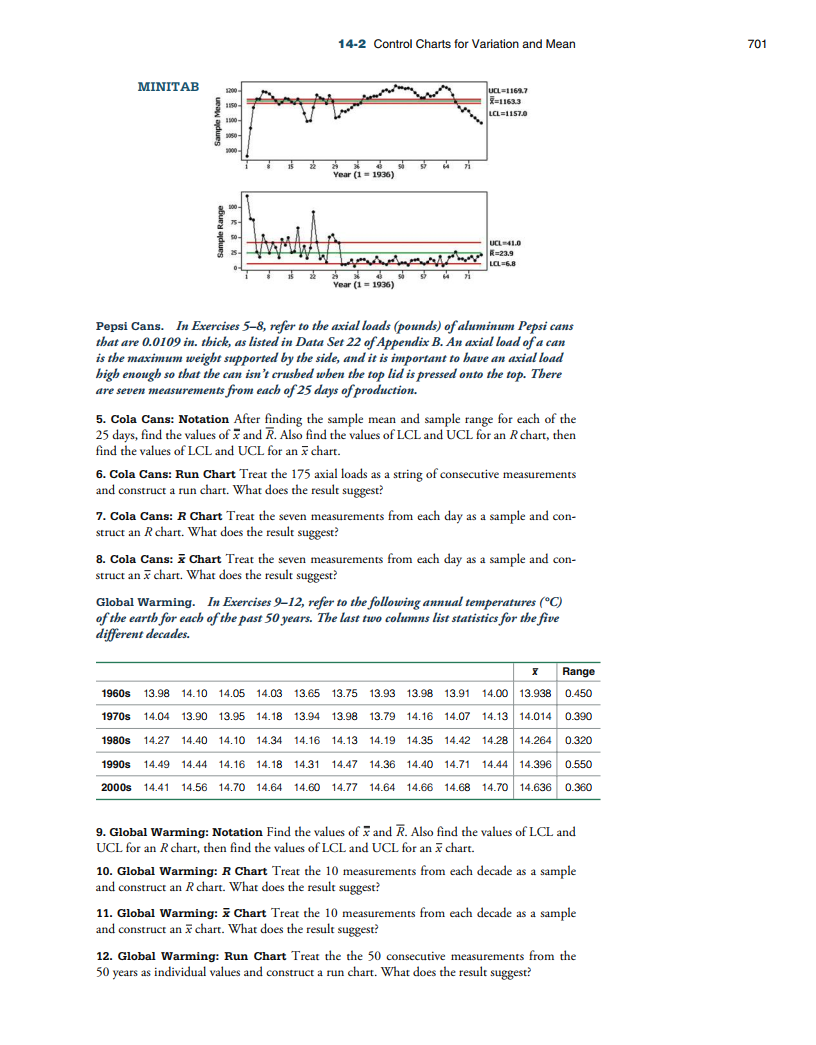 14-2 Control Charts for Variation and Mean 701
MINITAB
Sample Mean
1200
1150
1100
1050
1000
UCL=1169.7
x̿=1163.3
LCL=1157.0
1 8 15 22 29 36 43 50 57 64 71
Year (1 = 1936)
Sample Range
100
75
50
25
0
UCL=41.0
R̅=23.9
LCL=6.8
1 8 15 22 29 36 43 50 57 64 71
Year (1 = 1936)
Pepsi Cans. In Exercises 5–8, refer to the axial loads (pounds) of aluminum Pepsi cans
that are 0.0109 in. thick, as listed in Data Set 22 of Appendix B. An axial load of a can
is the maximum weight supported by the side, and it is important to have an axial load
high enough so that the can isn't crushed when the top lid is pressed onto the top. There
are seven measurements from each of 25 days of production.
5. Cola Cans: Notation After finding the sample mean and sample range for each of the
25 days, find the values of x̿ and R̅. Also find the values of LCL and UCL for an R chart, then
find the values of LCL and UCL for an x̅ chart.
6. Cola Cans: Run Chart Treat the 175 axial loads as a string of consecutive measurements
and construct a run chart. What does the result suggest?
7. Cola Cans: R Chart Treat the seven measurements from each day as a sample and con-
struct an R chart. What does the result suggest?
8. Cola Cans: x̅ Chart Treat the seven measurements from each day as a sample and con-
struct an x̅ chart. What does the result suggest?
Global Warming. In Exercises 9–12, refer to the following annual temperatures (°C)
of the earth for each of the past 50 years. The last two columns list statistics for the five
different decades.
x̅ Range
1960s 13.98 14.10 14.05 14.03 13.65 13.75 13.93 13.98 13.91 14.00 13.938 0.450
1970s 14.04 13.90 13.95 14.18 13.94 13.98 13.79 14.16 14.07 14.13 14.014 0.390
1980s 14.27 14.40 14.10 14.34 14.16 14.13 14.19 14.35 14.42 14.28 14.264 0.320
1990s 14.49 14.44 14.16 14.18 14.31 14.47 14.36 14.40 14.71 14.44 14.396 0.550
2000s 14.41 14.56 14.70 14.64 14.60 14.77 14.64 14.66 14.68 14.70 14.636 0.360
9. Global Warming: Notation Find the values of x̿ and R̅. Also find the values of LCL and
UCL for an R chart, then find the values of LCL and UCL for an x̅ chart.
10. Global Warming: R Chart Treat the 10 measurements from each decade as a sample
and construct an R chart. What does the result suggest?
11. Global Warming: x̅ Chart Treat the 10 measurements from each decade as a sample
and construct an x̅ chart. What does the result suggest?
12. Global Warming: Run Chart Treat the the 50 consecutive measurements from the
50 years as individual values and construct a run chart. What does the result suggest?